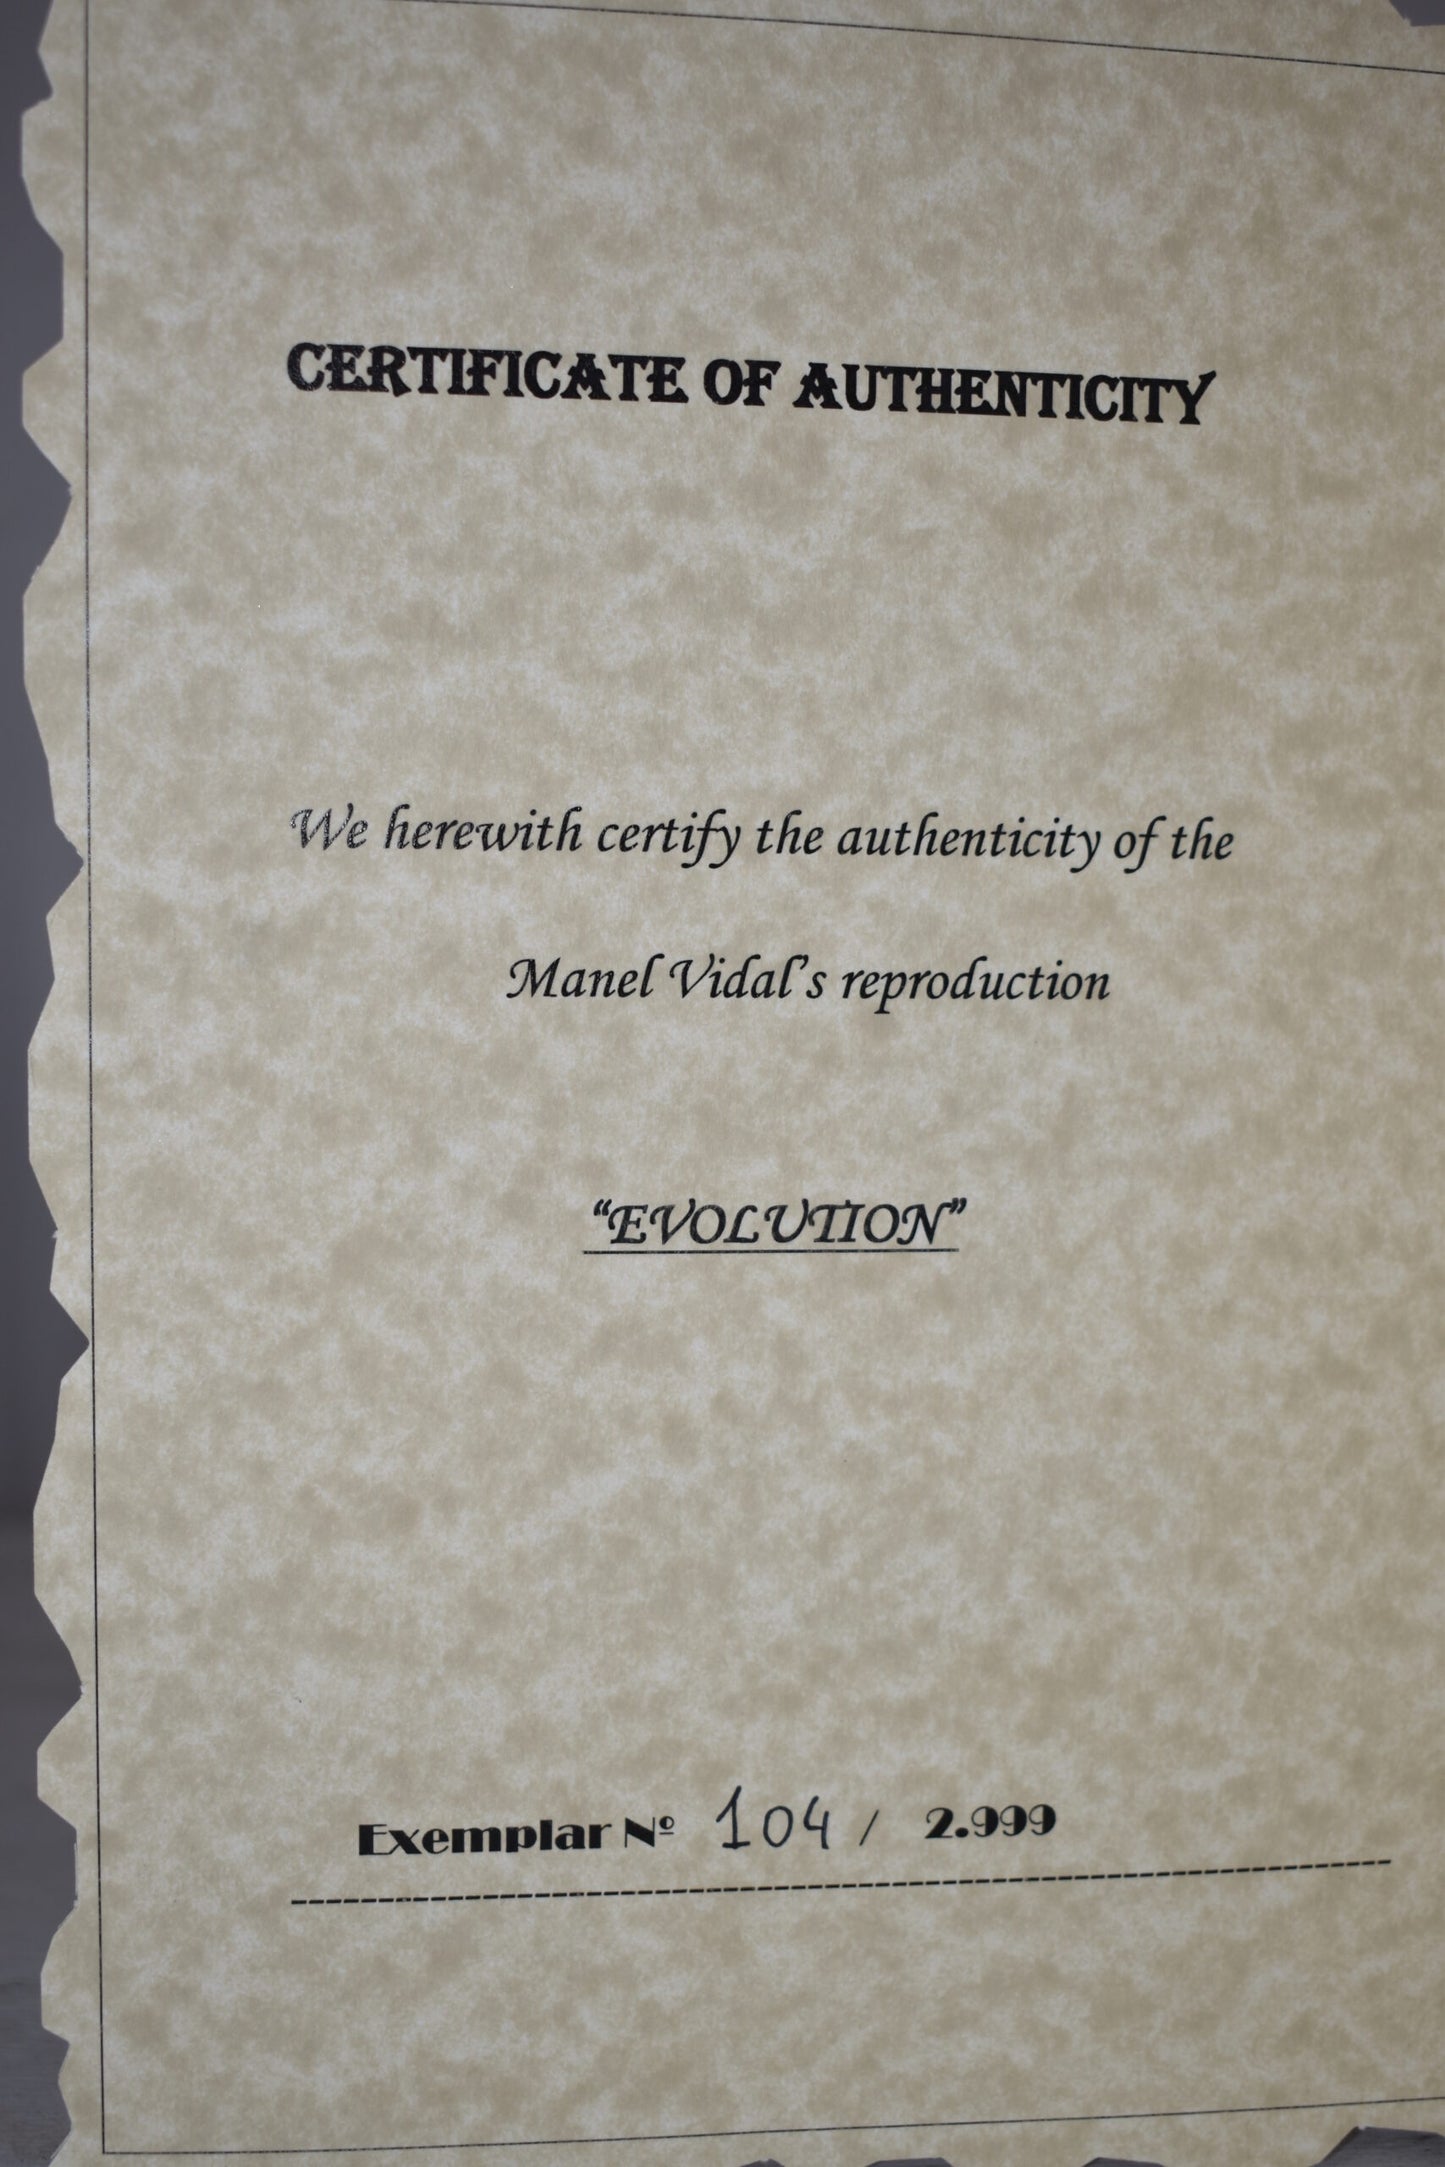 CERTIFICATE OF AUTHENTICITY
We herewith certify the authenticity of the
Manel Vidal's reproduction
“EVOLUTION”
Exemplar Nº 104 / 2.999